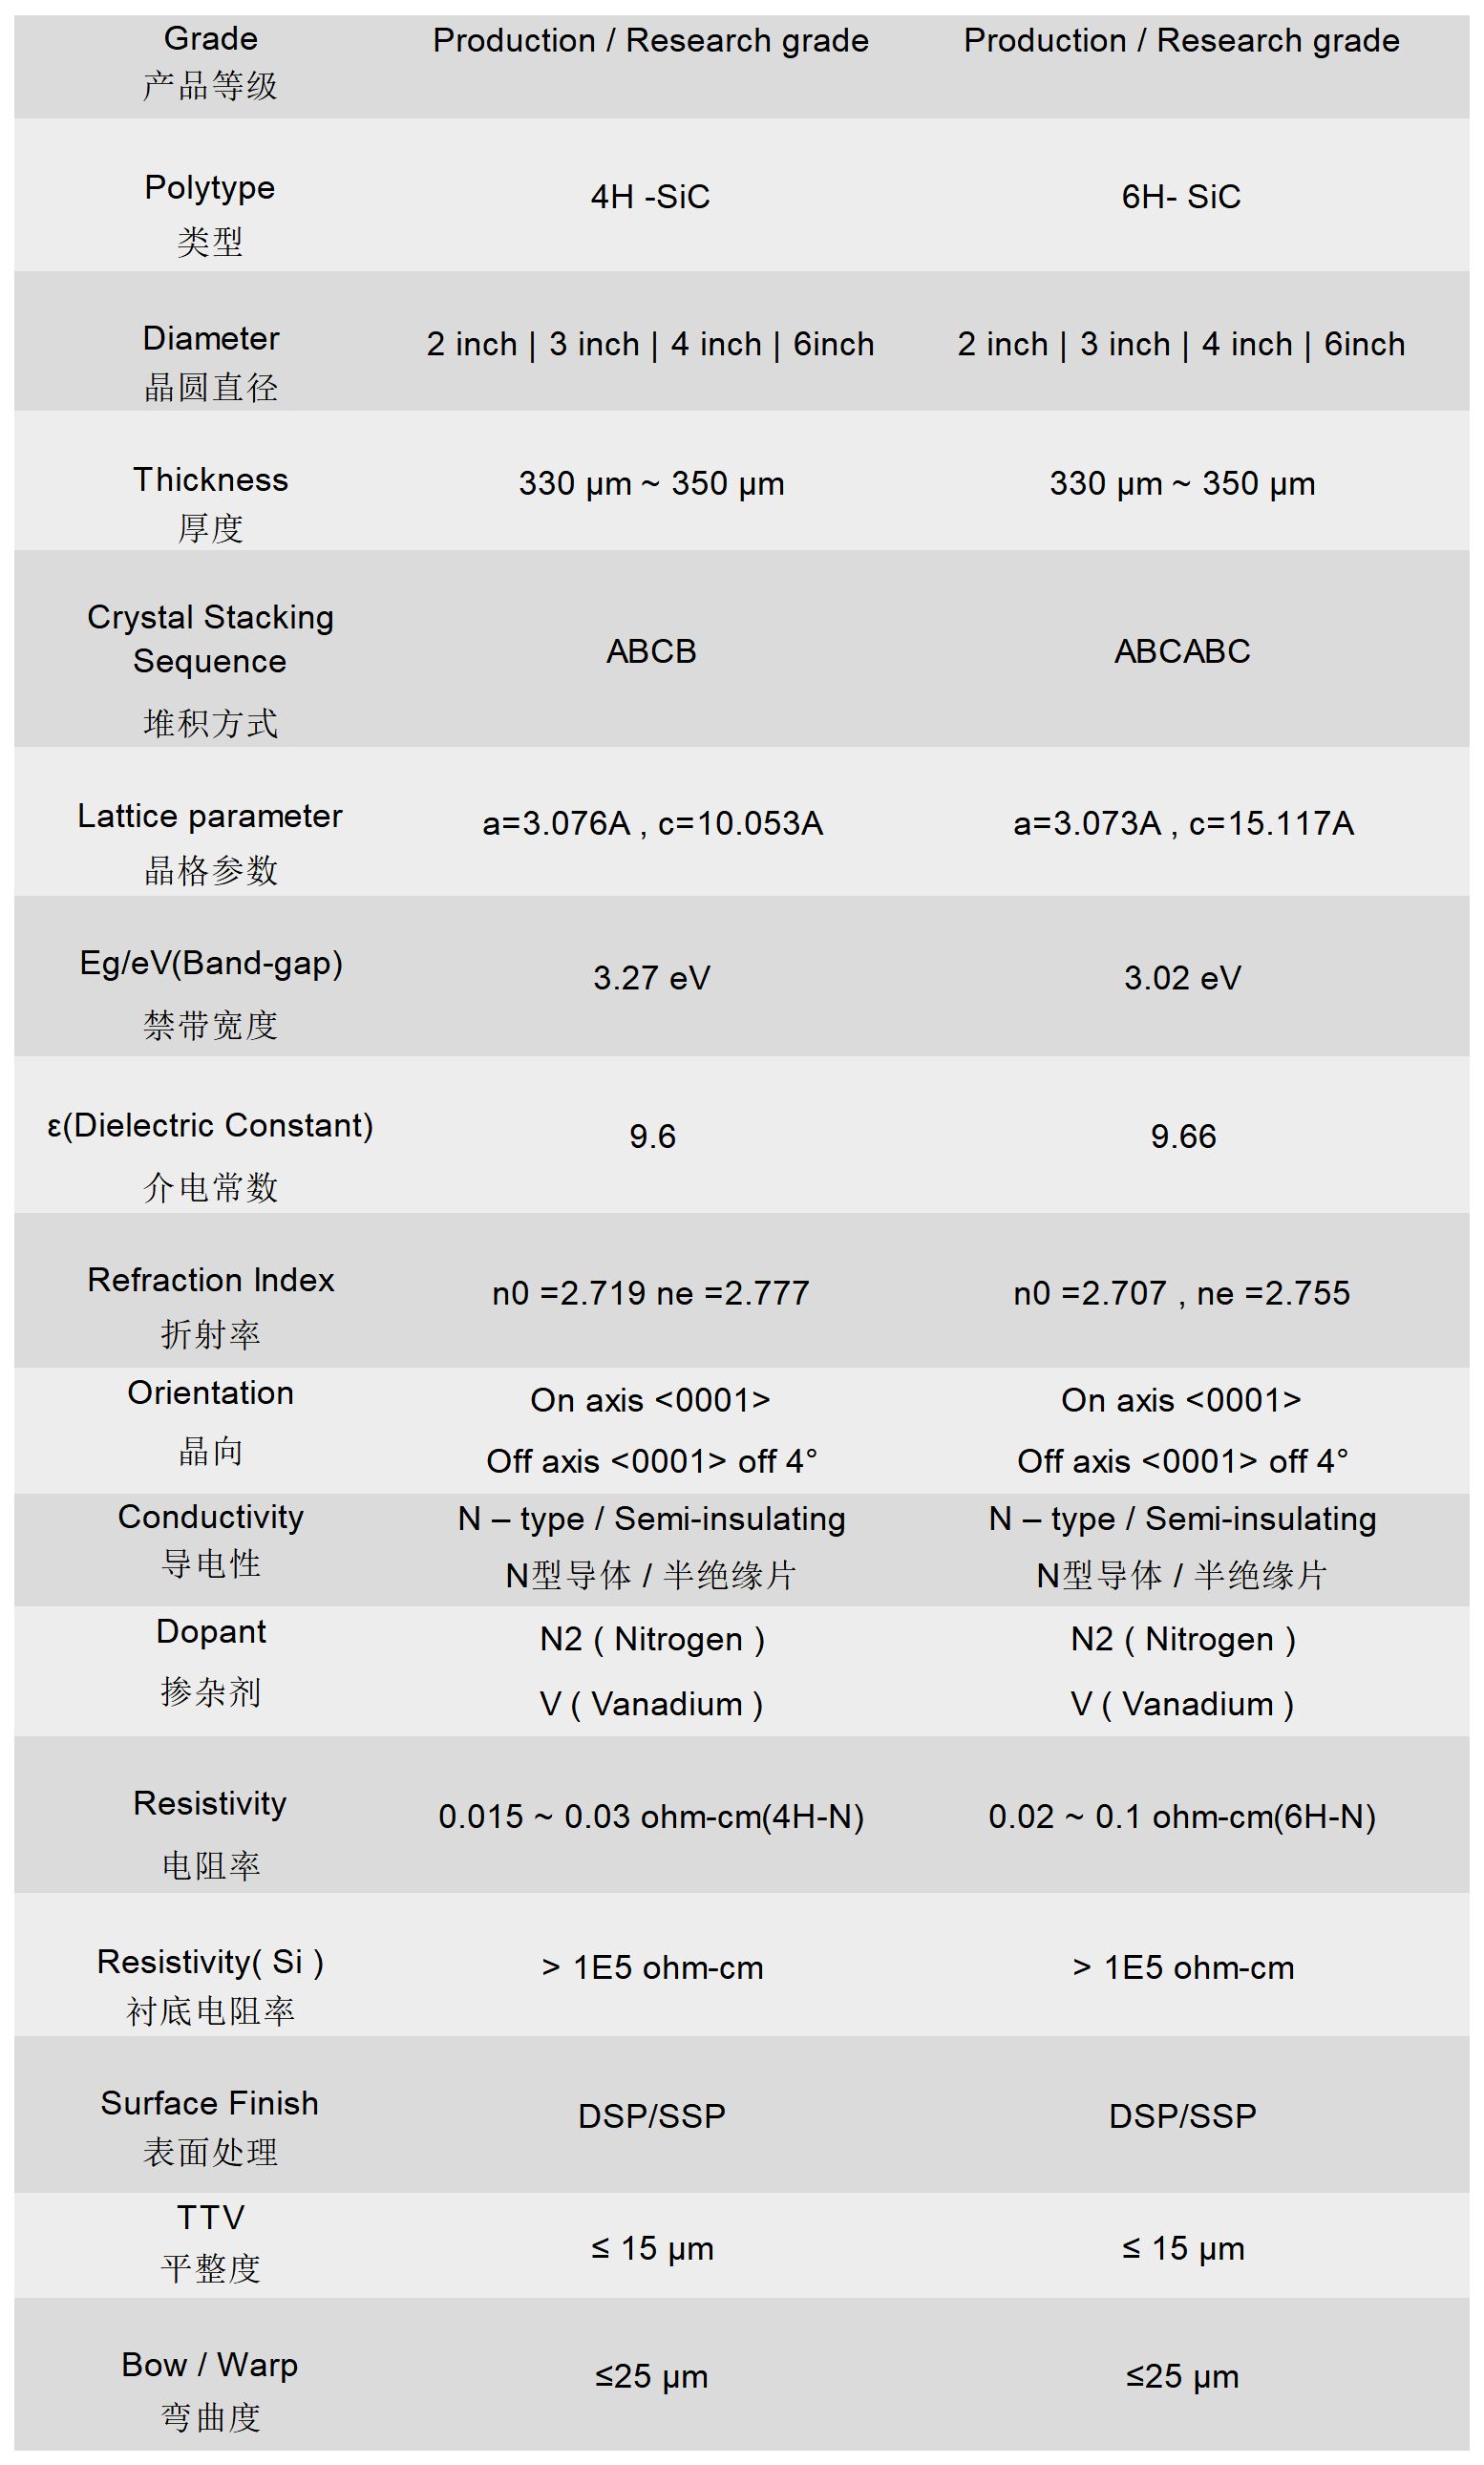 Grade
产品等级
Production / Research grade
Production / Research grade
Polytype
类型
4H -SiC
6H- SiC
Diameter
晶圆直径
2 inch | 3 inch | 4 inch | 6inch
2 inch | 3 inch | 4 inch | 6inch
Thickness
厚度
330 μm ~ 350 μm
330 μm ~ 350 μm
Crystal Stacking
Sequence
堆积方式
ABCB
ABCABC
Lattice parameter
晶格参数
a=3.076A , c=10.053A
a=3.073A , c=15.117A
Eg/eV(Band-gap)
禁带宽度
3.27 eV
3.02 eV
ε(Dielectric Constant)
介电常数
9.6
9.66
Refraction Index
折射率
n0 =2.719 ne =2.777
n0 =2.707 , ne =2.755
Orientation
晶向
On axis <0001>
Off axis <0001> off 4°
On axis <0001>
Off axis <0001> off 4°
Conductivity
导电性
N – type / Semi-insulating
N型导体 / 半绝缘片
N – type / Semi-insulating
N型导体 / 半绝缘片
Dopant
掺杂剂
N2 ( Nitrogen )
V ( Vanadium )
N2 ( Nitrogen )
V ( Vanadium )
Resistivity
电阻率
0.015 ~ 0.03 ohm-cm(4H-N)
0.02 ~ 0.1 ohm-cm(6H-N)
Resistivity( Si )
衬底电阻率
> 1E5 ohm-cm
> 1E5 ohm-cm
Surface Finish
表面处理
DSP/SSP
DSP/SSP
TTV
平整度
≤ 15 μm
≤ 15 μm
Bow / Warp
弯曲度
≤25 μm
≤25 μm